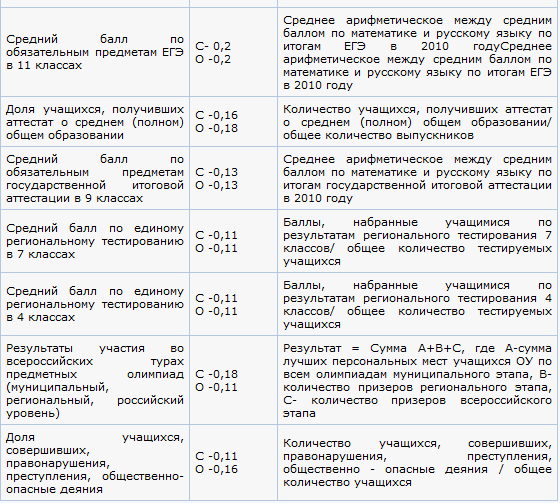 Средний балл по
обязательным предметам ЕГЭ
в 11 классах
С- 0,2
О -0,2
Среднее арифметическое между средним
баллом по математике и русскому языку по
итогам ЕГЭ в 2010 годуСреднее
арифметическое между средним баллом по
математике и русскому языку по итогам ЕГЭ
в 2010 году
Доля учащихся, получивших
аттестат о среднем (полном)
общем образовании
С -0,16
О -0,18
Количество учащихся, получивших аттестат
о среднем (полном) общем образовании/
общее количество выпускников
Средний балл по
обязательным предметам
государственной итоговой
аттестации в 9 классах
С -0,13
О -0,13
Среднее арифметическое между средним
баллом по математике и русскому языку по
итогам государственной итоговой аттестации
в 2010 году
Средний балл по единому
региональному тестированию
в 7 классах
С -0,11
О -0,11
Баллы, набранные учащимися по
результатам регионального тестирования 7
классов/ общее количество тестируемых
учащихся
Средний балл по единому
региональному тестированию
в 4 классах
С -0,11
О -0,11
Баллы, набранные учащимися по
результатам регионального тестирования 4
классов/ общее количество тестируемых
учащихся
Результаты участия во
всероссийских турах
предметных олимпиад
(муниципальный,
региональный, российский
уровень)
С -0,18
О -0,11
Результат = Сумма А+В+С, где А-сумма
лучших персональных мест учащихся ОУ по
всем олимпиадам муниципального этапа, В-
количество призеров регионального этапа,
С- количество призеров всероссийского
этапа
Доля учащихся,
совершивших,
правонарушения,
преступления, общественно-
опасные деяния
С -0,11
О -0,16
Количество учащихся, совершивших,
правонарушения, преступления,
общественно - опасные деяния / общее
количество учащихся